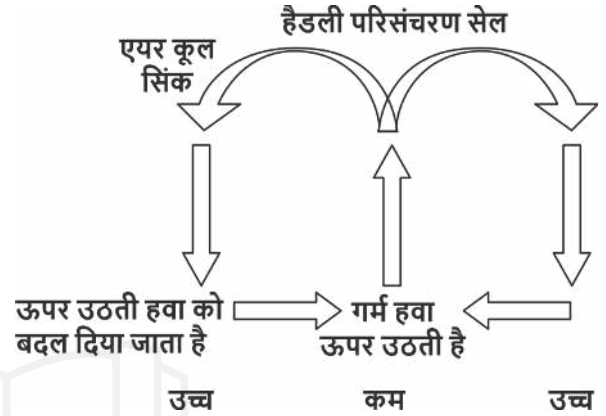 हैडली परिसंचरण सेल
एयर कूल
सिंक
ऊपर उठती हवा को
बदल दिया जाता है
गर्म हवा
ऊपर उठती है
उच्च
कम
उच्च